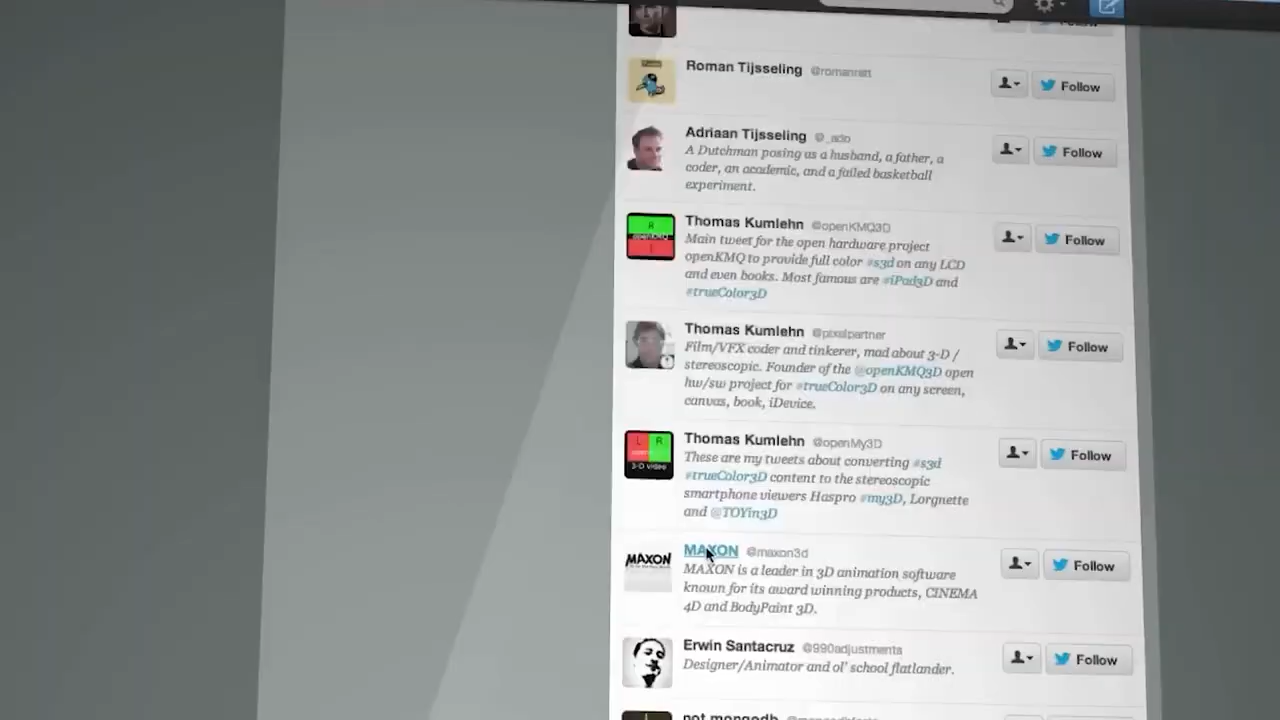 Roman Tijsseling
Follow
Adriaan Tijsseling @_ado
A Dutchman posing as a husband, a father, a
coder, an academic, and a failed basketball
experiment.
Follow
Thomas Kumlehn @openKMQ3D
Main tweet for the open hardware project
openKMQ to provide full color #s3d on any LCD
and even books. Most famous are #iPad3D and
#trueColor3D
Follow
R
Thomas Kumlehn @pixelpartner
Film/VFX coder and tinkerer, mad about 3-D /
stereoscopic. Founder of the @openKMQ3D open
hw/sw project for #trueColor3D on any screen,
canvas, book, iDevice.
Follow
L R
3-D video
Thomas Kumlehn @openMy3D
These are my tweets about converting #s3d
#trueColor3D content to the stereoscopic
smartphone viewers Haspro #my3D, Lorgnette
and @TOYin3D
Follow
MAXON
MAXON @maxon3d
MAXON is a leader in 3D animation software
known for its award winning products, CINEMA
4D and BodyPaint 3D.
Follow
Erwin Santacruz @990adjustments
Designer/Animator and ol' school flatlander.
Follow